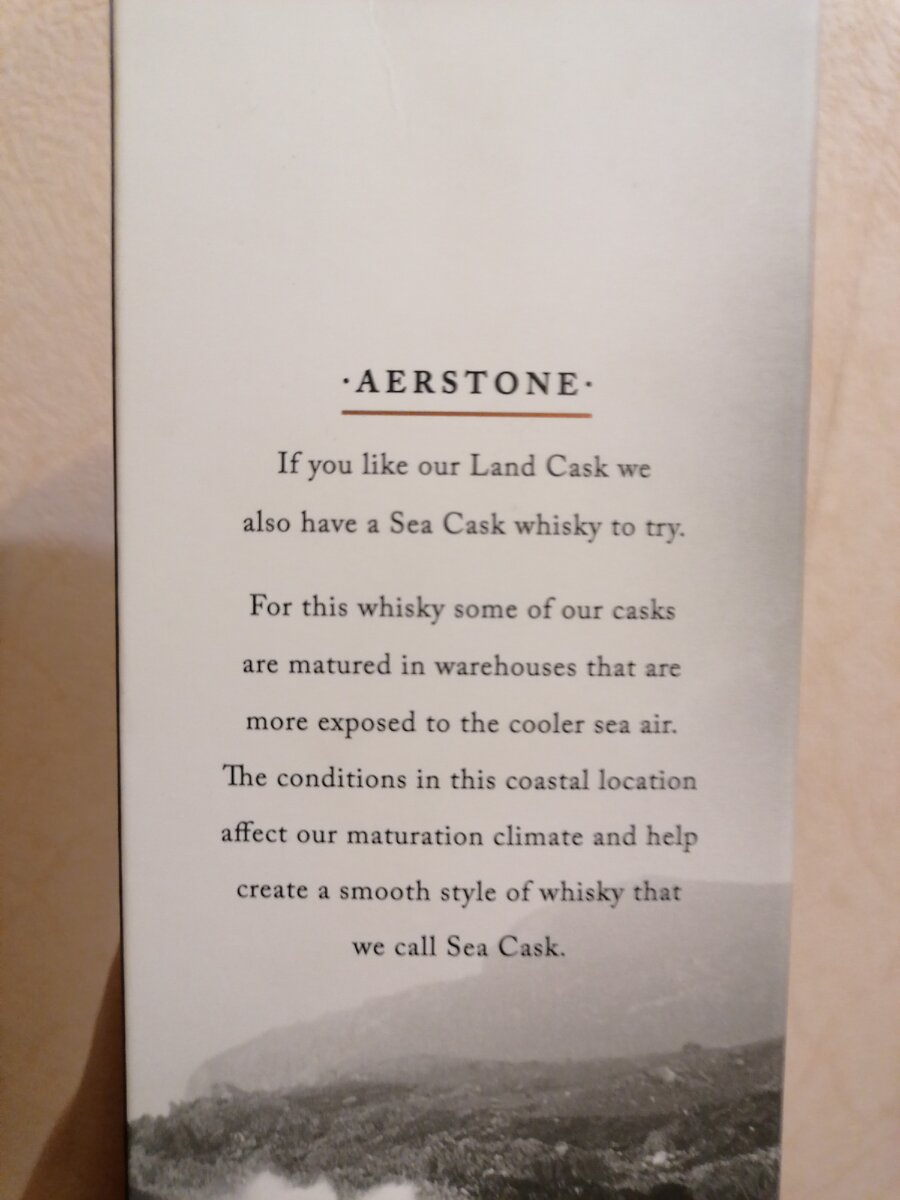 ·AERSTONE·
If you like our Land Cask we
also have a Sea Cask whisky to try.
For this whisky some of our casks
are matured in warehouses that are
more exposed to the cooler sea air.
The conditions in this coastal location
affect our maturation climate and help
create a smooth style of whisky that
we call Sea Cask.